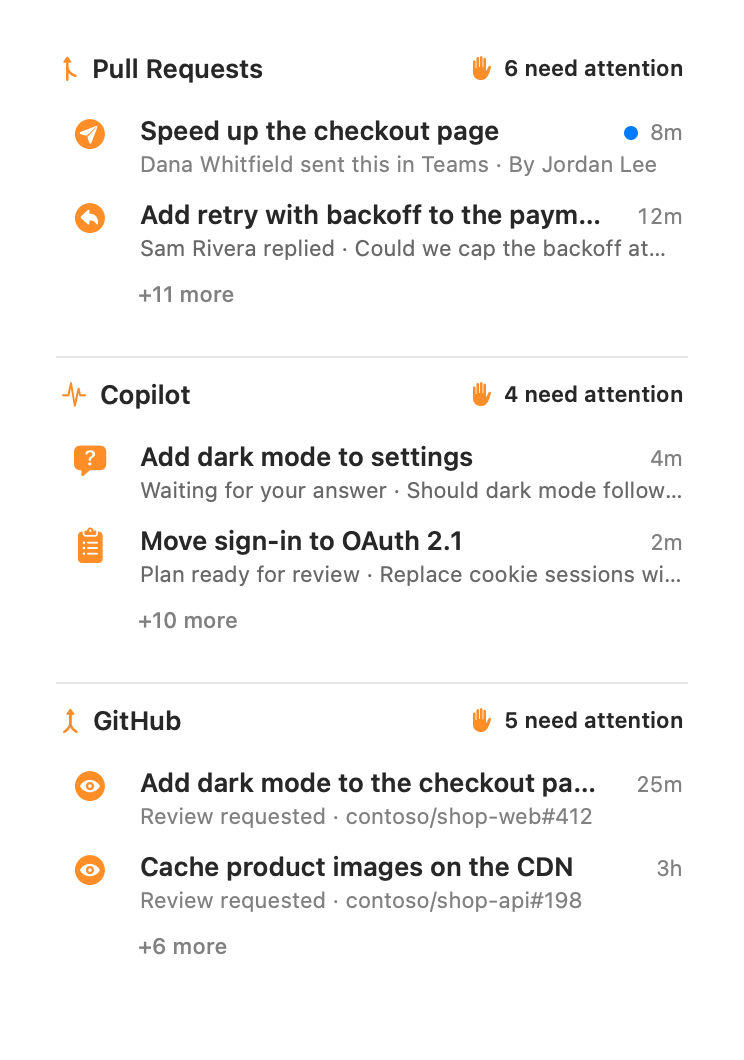 Pull Requests
6 need attention
Speed up the checkout page
8m
Dana Whitfield sent this in Teams · By Jordan Lee
Add retry with backoff to the paym...
12m
Sam Rivera replied · Could we cap the backoff at...
+11 more
Copilot
4 need attention
Add dark mode to settings
4m
Waiting for your answer · Should dark mode follow...
Move sign-in to OAuth 2.1
2m
Plan ready for review · Replace cookie sessions wi...
+10 more
GitHub
5 need attention
Add dark mode to the checkout pa...
25m
Review requested · contoso/shop-web#412
Cache product images on the CDN
3h
Review requested · contoso/shop-api#198
+6 more